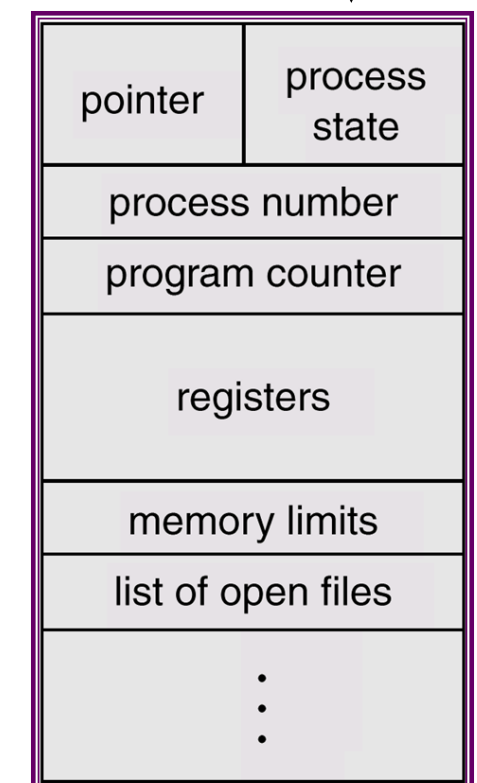 pointer
process
state
process number
program counter
registers
memory limits
list of open files